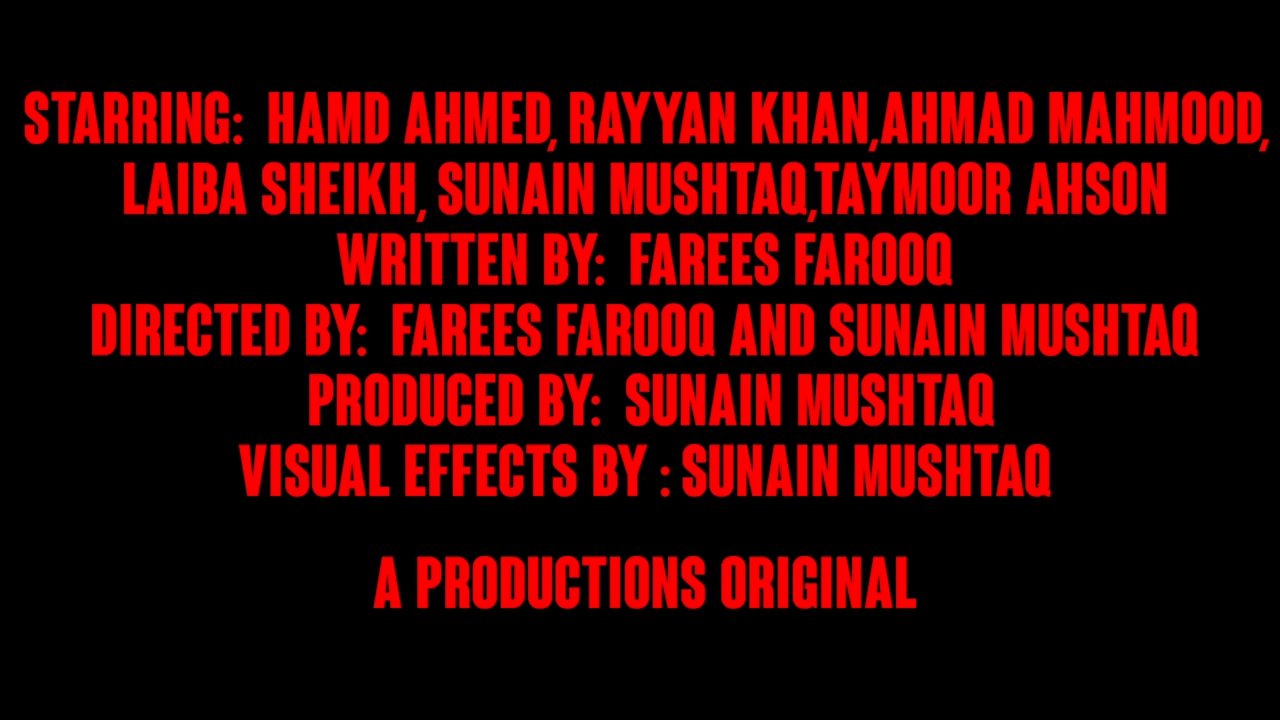 STARRING:  HAMD AHMED, RAYYAN KHAN,AHMAD MAHMOOD,
LAIBA SHEIKH, SUNAIN MUSHTAQ,TAYMOOR AHSON
WRITTEN BY:  FAREES FAROOQ
DIRECTED BY:  FAREES FAROOQ AND SUNAIN MUSHTAQ
PRODUCED BY:  SUNAIN MUSHTAQ
VISUAL EFFECTS BY : SUNAIN MUSHTAQ
A PRODUCTIONS ORIGINAL